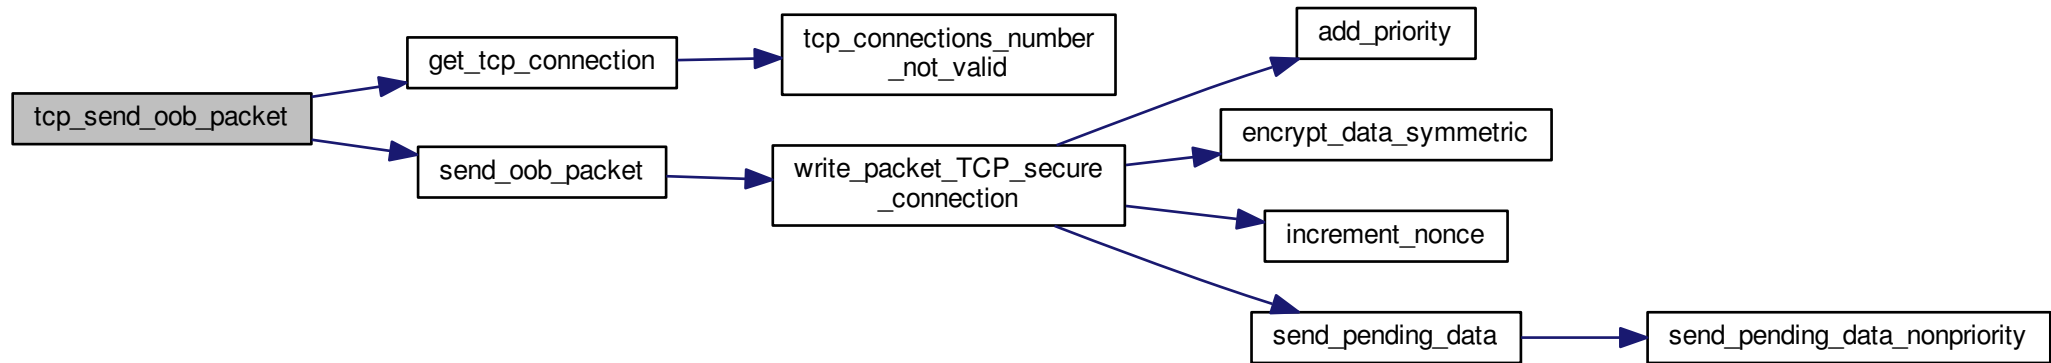 tcp_send_oob_packet
get_tcp_connection
tcp_connections_number
_not_valid
send_oob_packet
write_packet_TCP_secure
_connection
add_priority
encrypt_data_symmetric
increment_nonce
send_pending_data
send_pending_data_nonpriority